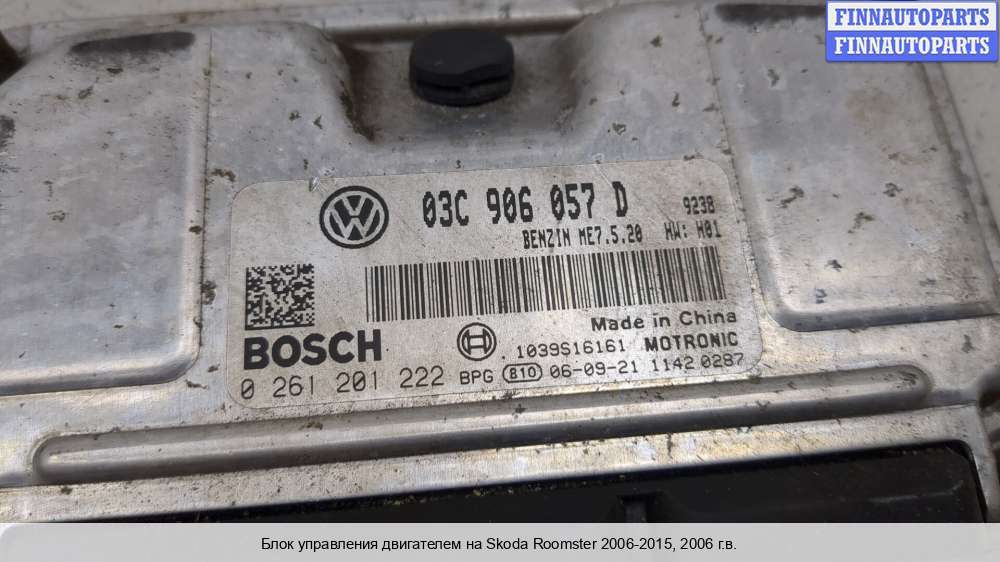 FINNAUTOPARTS
FINNAUTOPARTS
03C 906 057 D 9238
BENZIN ME7.5.20 HW: H01
Made in China
BOSCH 1039S16161 MOTRONIC
0 261 201 222 BPG 810 06-09-21 1142 0287
Блок управления двигателем на Skoda Roomster 2006-2015, 2006 г.в.